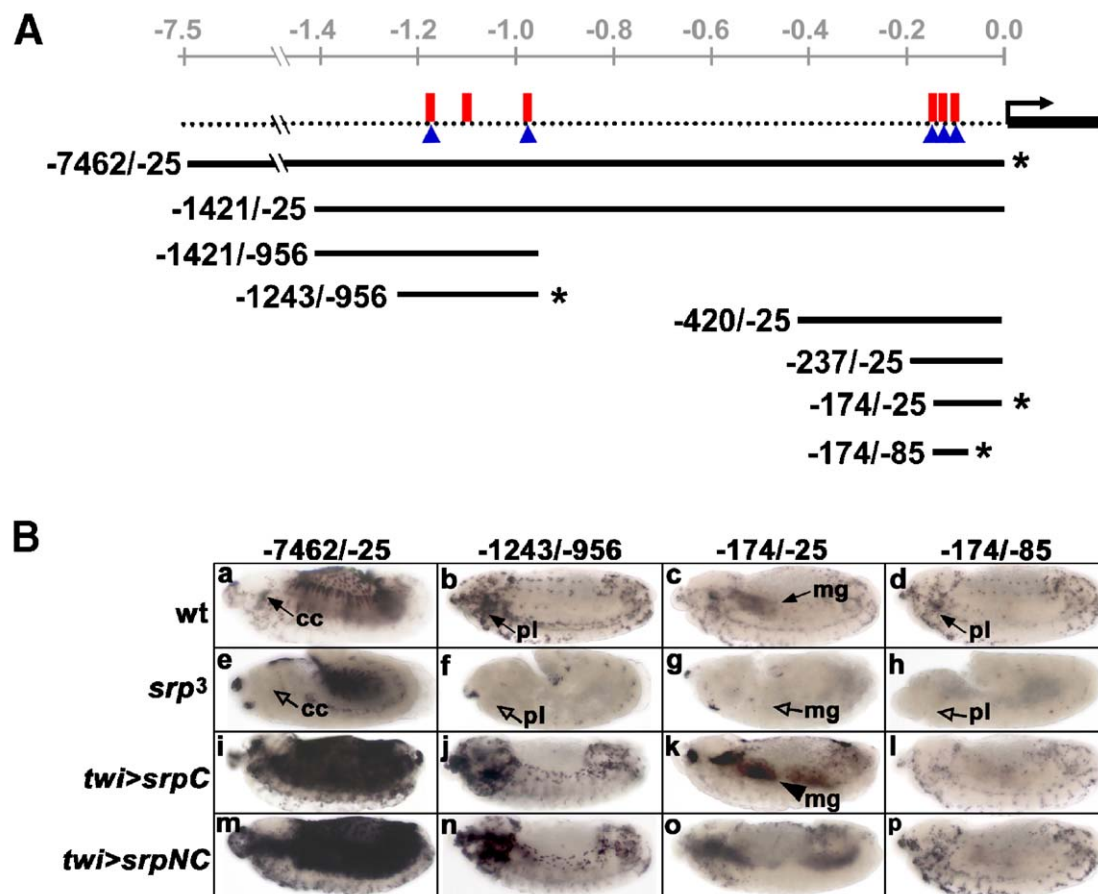 A
-7.5 -1.4 -1.2 -1.0 -0.8 -0.6 -0.4 -0.2 0.0
-7462/-25 *
-1421/-25
-1421/-956
-1243/-956 *
-420/-25
-237/-25
-174/-25 *
-174/-85 *
B
-7462/-25 -1243/-956 -174/-25 -174/-85
wt a cc b pl c mg d pl
srp3 e cc f pl g mg h pl
twi>srpC i j k mg l
twi>srpNC m n o p